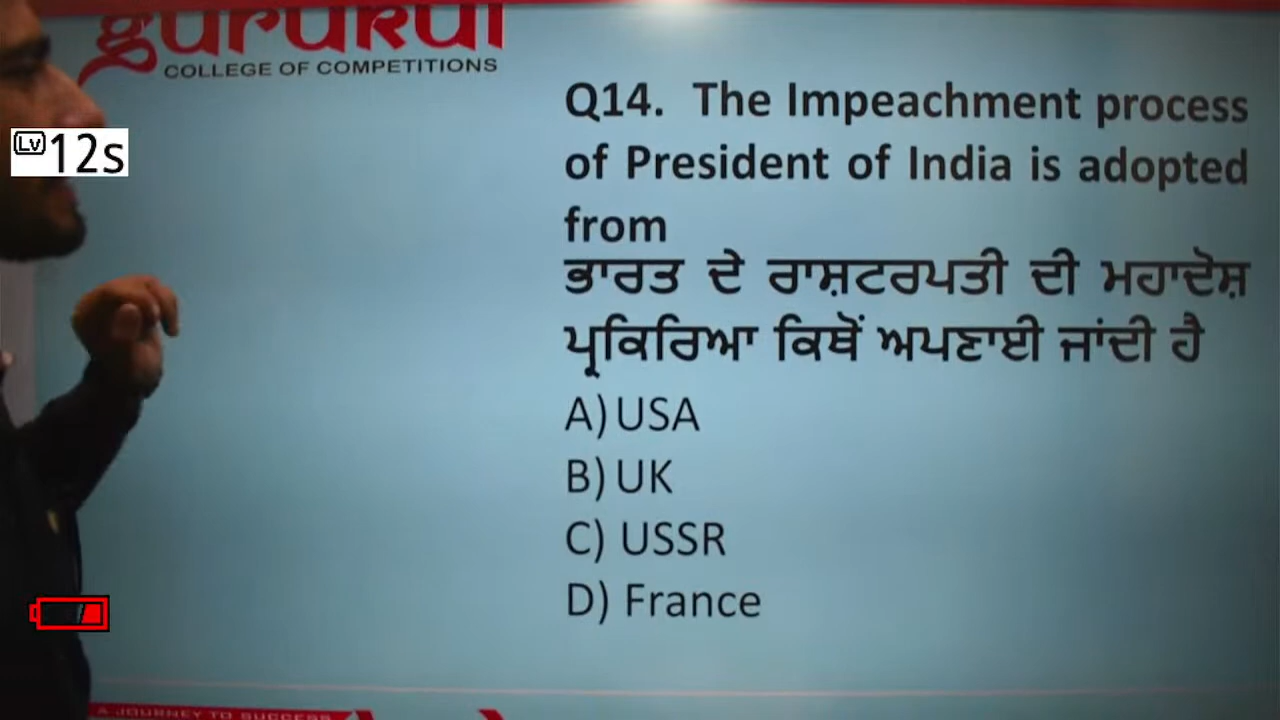 gurukul
COLLEGE OF COMPETITIONS
Lv 12s
Q14. The Impeachment process
of President of India is adopted
from
ਭਾਰਤ ਦੇ ਰਾਸ਼ਟਰਪਤੀ ਦੀ ਮਹਾਦੋਸ਼
ਪ੍ਰਕਿਰਿਆ ਕਿਥੋਂ ਅਪਣਾਈ ਜਾਂਦੀ ਹੈ
A) USA
B) UK
C) USSR
D) France
A JOURNEY TO SUCCESS